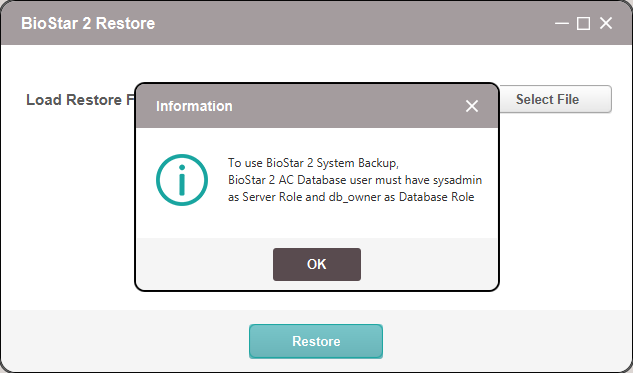 BioStar 2 Restore
Load Restore F
Select File
Information
To use BioStar 2 System Backup,
BioStar 2 AC Database user must have sysadmin
as Server Role and db_owner as Database Role
OK
Restore